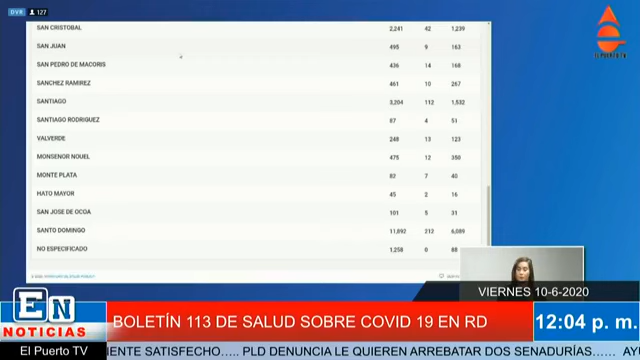 DVR 127
EL PUERTO TV
SAN CRISTOBAL 2,241 42 1,239
SAN JUAN 495 9 163
SAN PEDRO DE MACORIS 436 14 168
SANCHEZ RAMIREZ 461 10 267
SANTIAGO 3,204 112 1,532
SANTIAGO RODRIGUEZ 87 4 51
VALVERDE 248 13 123
MONSENOR NOUEL 475 12 350
MONTE PLATA 82 7 40
HATO MAYOR 45 2 16
SAN JOSE DE OCOA 101 5 31
SANTO DOMINGO 11,892 212 6,089
NO ESPECIFICADO 1,258 0 88
VIERNES 10-6-2020
EN
NOTICIAS
BOLETÍN 113 DE SALUD SOBRE COVID 19 EN RD
12:04 p. m.
El Puerto TV
ENTE SATISFECHO..... PLD DENUNCIA LE QUIEREN ARREBATAR DOS SENADURÍAS.... AY